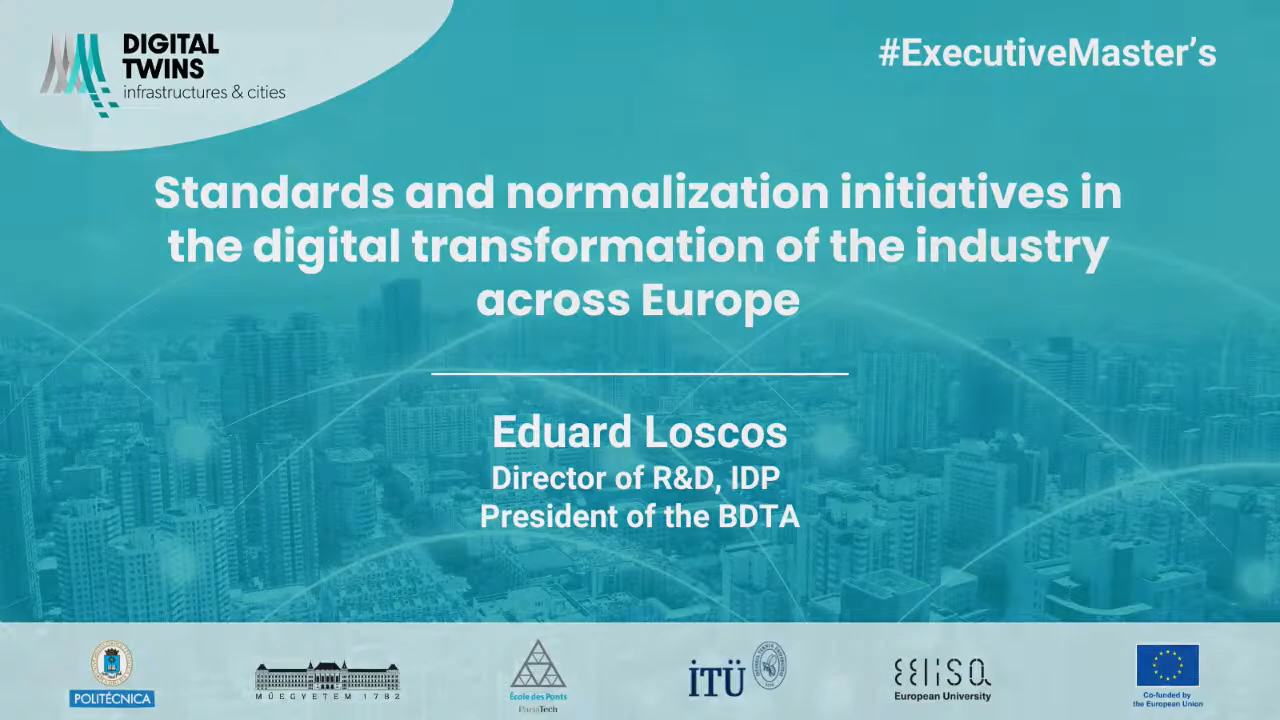 DIGITAL
TWINS
infrastructures & cities
#ExecutiveMaster's
Standards and normalization initiatives in
the digital transformation of the industry
across Europe
Eduard Loscos
Director of R&D, IDP
President of the BDTA
POLITÉCNICA
MŰEGYETEM 1782
École des Ponts
ParisTech
İTÜ
EELISA
European University
Co-funded by
the European Union